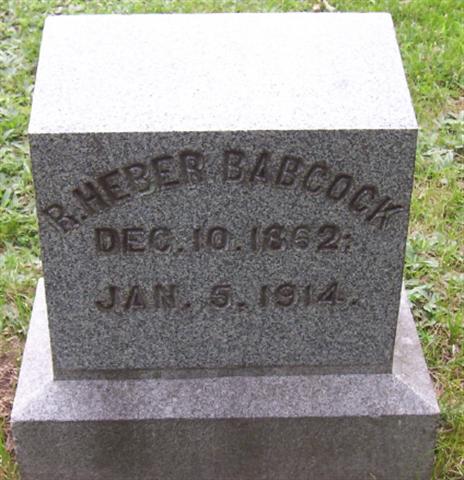 R. HEBER BABCOCK
DEC. 10. 1862:
JAN. 5. 1914.